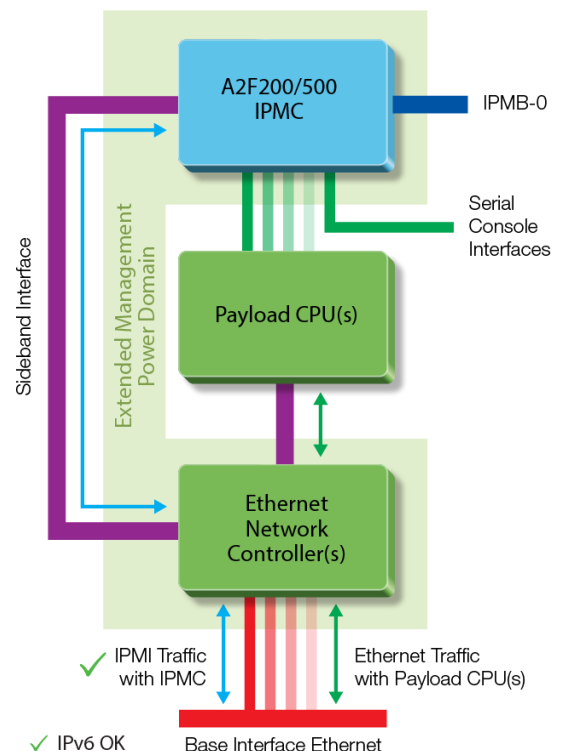 A2F200/500
IPMC
IPMB-0
Serial
Console
Interfaces
Sideband Interface
Extended Management
Power Domain
Payload CPU(s)
Ethernet
Network
Controller(s)
IPMI Traffic
with IPMC
Ethernet Traffic
with Payload CPU(s)
IPv6 OK
Base Interface Ethernet